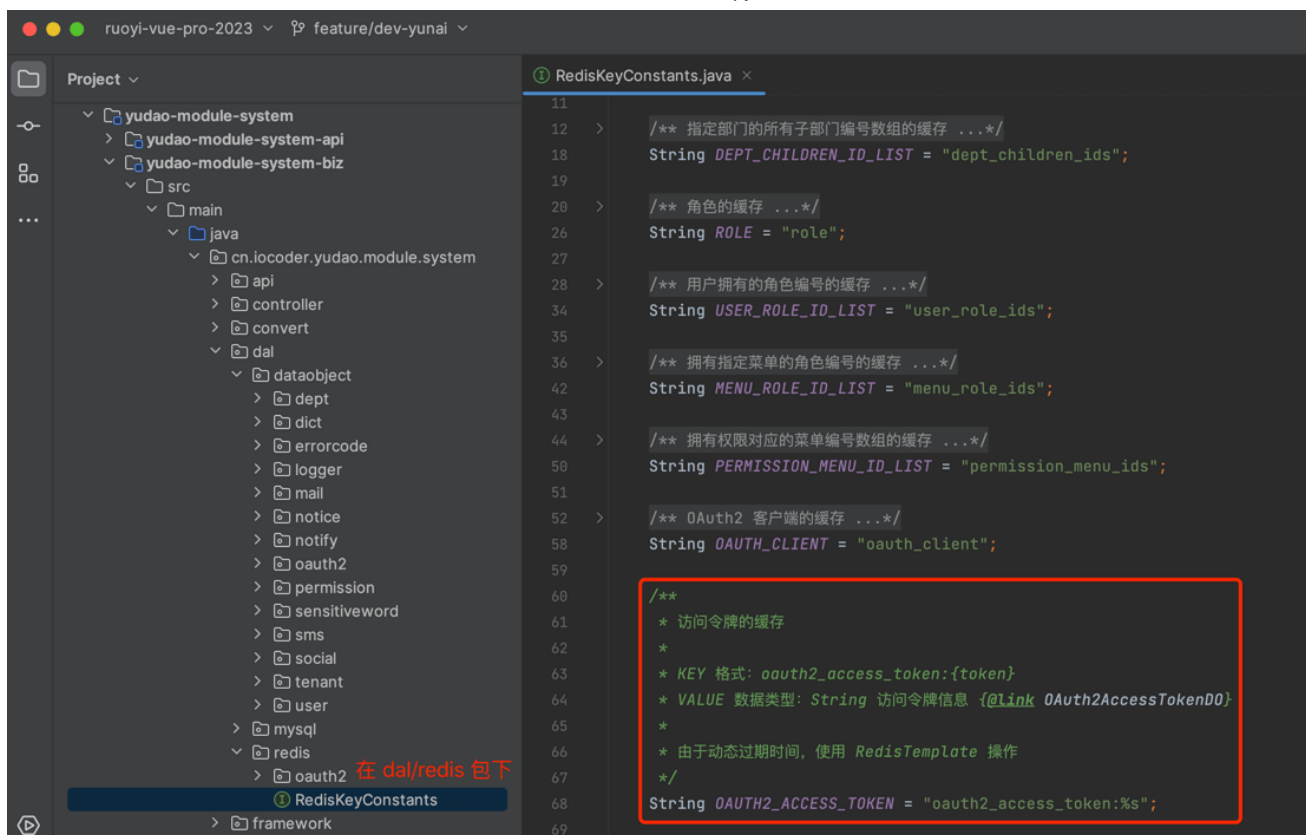 ruoyi-vue-pro-2023
feature/dev-yunai
Project
RedisKeyConstants.java
yudao-module-system
yudao-module-system-api
yudao-module-system-biz
src
main
java
cn.iocoder.yudao.module.system
api
controller
convert
dal
dataobject
dept
dict
errorcode
logger
mail
notice
notify
oauth2
permission
sensitiveword
sms
social
tenant
user
mysql
redis
oauth2 在 dal/redis 包下
RedisKeyConstants
framework
11
12 /** 指定部门的所有子部门编号数组的缓存 ...*/
18 String DEPT_CHILDREN_ID_LIST = "dept_children_ids";
19
20 /** 角色的缓存 ...*/
26 String ROLE = "role";
27
28 /** 用户拥有的角色编号的缓存 ...*/
34 String USER_ROLE_ID_LIST = "user_role_ids";
35
36 /** 拥有指定菜单的角色编号的缓存 ...*/
42 String MENU_ROLE_ID_LIST = "menu_role_ids";
43
44 /** 拥有权限对应的菜单编号数组的缓存 ...*/
50 String PERMISSION_MENU_ID_LIST = "permission_menu_ids";
51
52 /** OAuth2 客户端的缓存 ...*/
58 String OAUTH_CLIENT = "oauth_client";
59
60 /**
61 * 访问令牌的缓存
62 *
63 * KEY 格式：oauth2_access_token:{token}
64 * VALUE 数据类型：String 访问令牌信息 {@link OAuth2AccessTokenDO}
65 *
66 * 由于动态过期时间，使用 RedisTemplate 操作
67 */
68 String OAUTH2_ACCESS_TOKEN = "oauth2_access_token:%s";
69